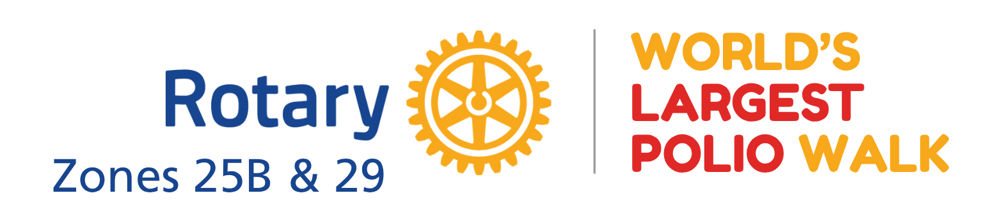 Rotary
Zones 25B & 29
WORLD’S
LARGEST
POLIO WALK